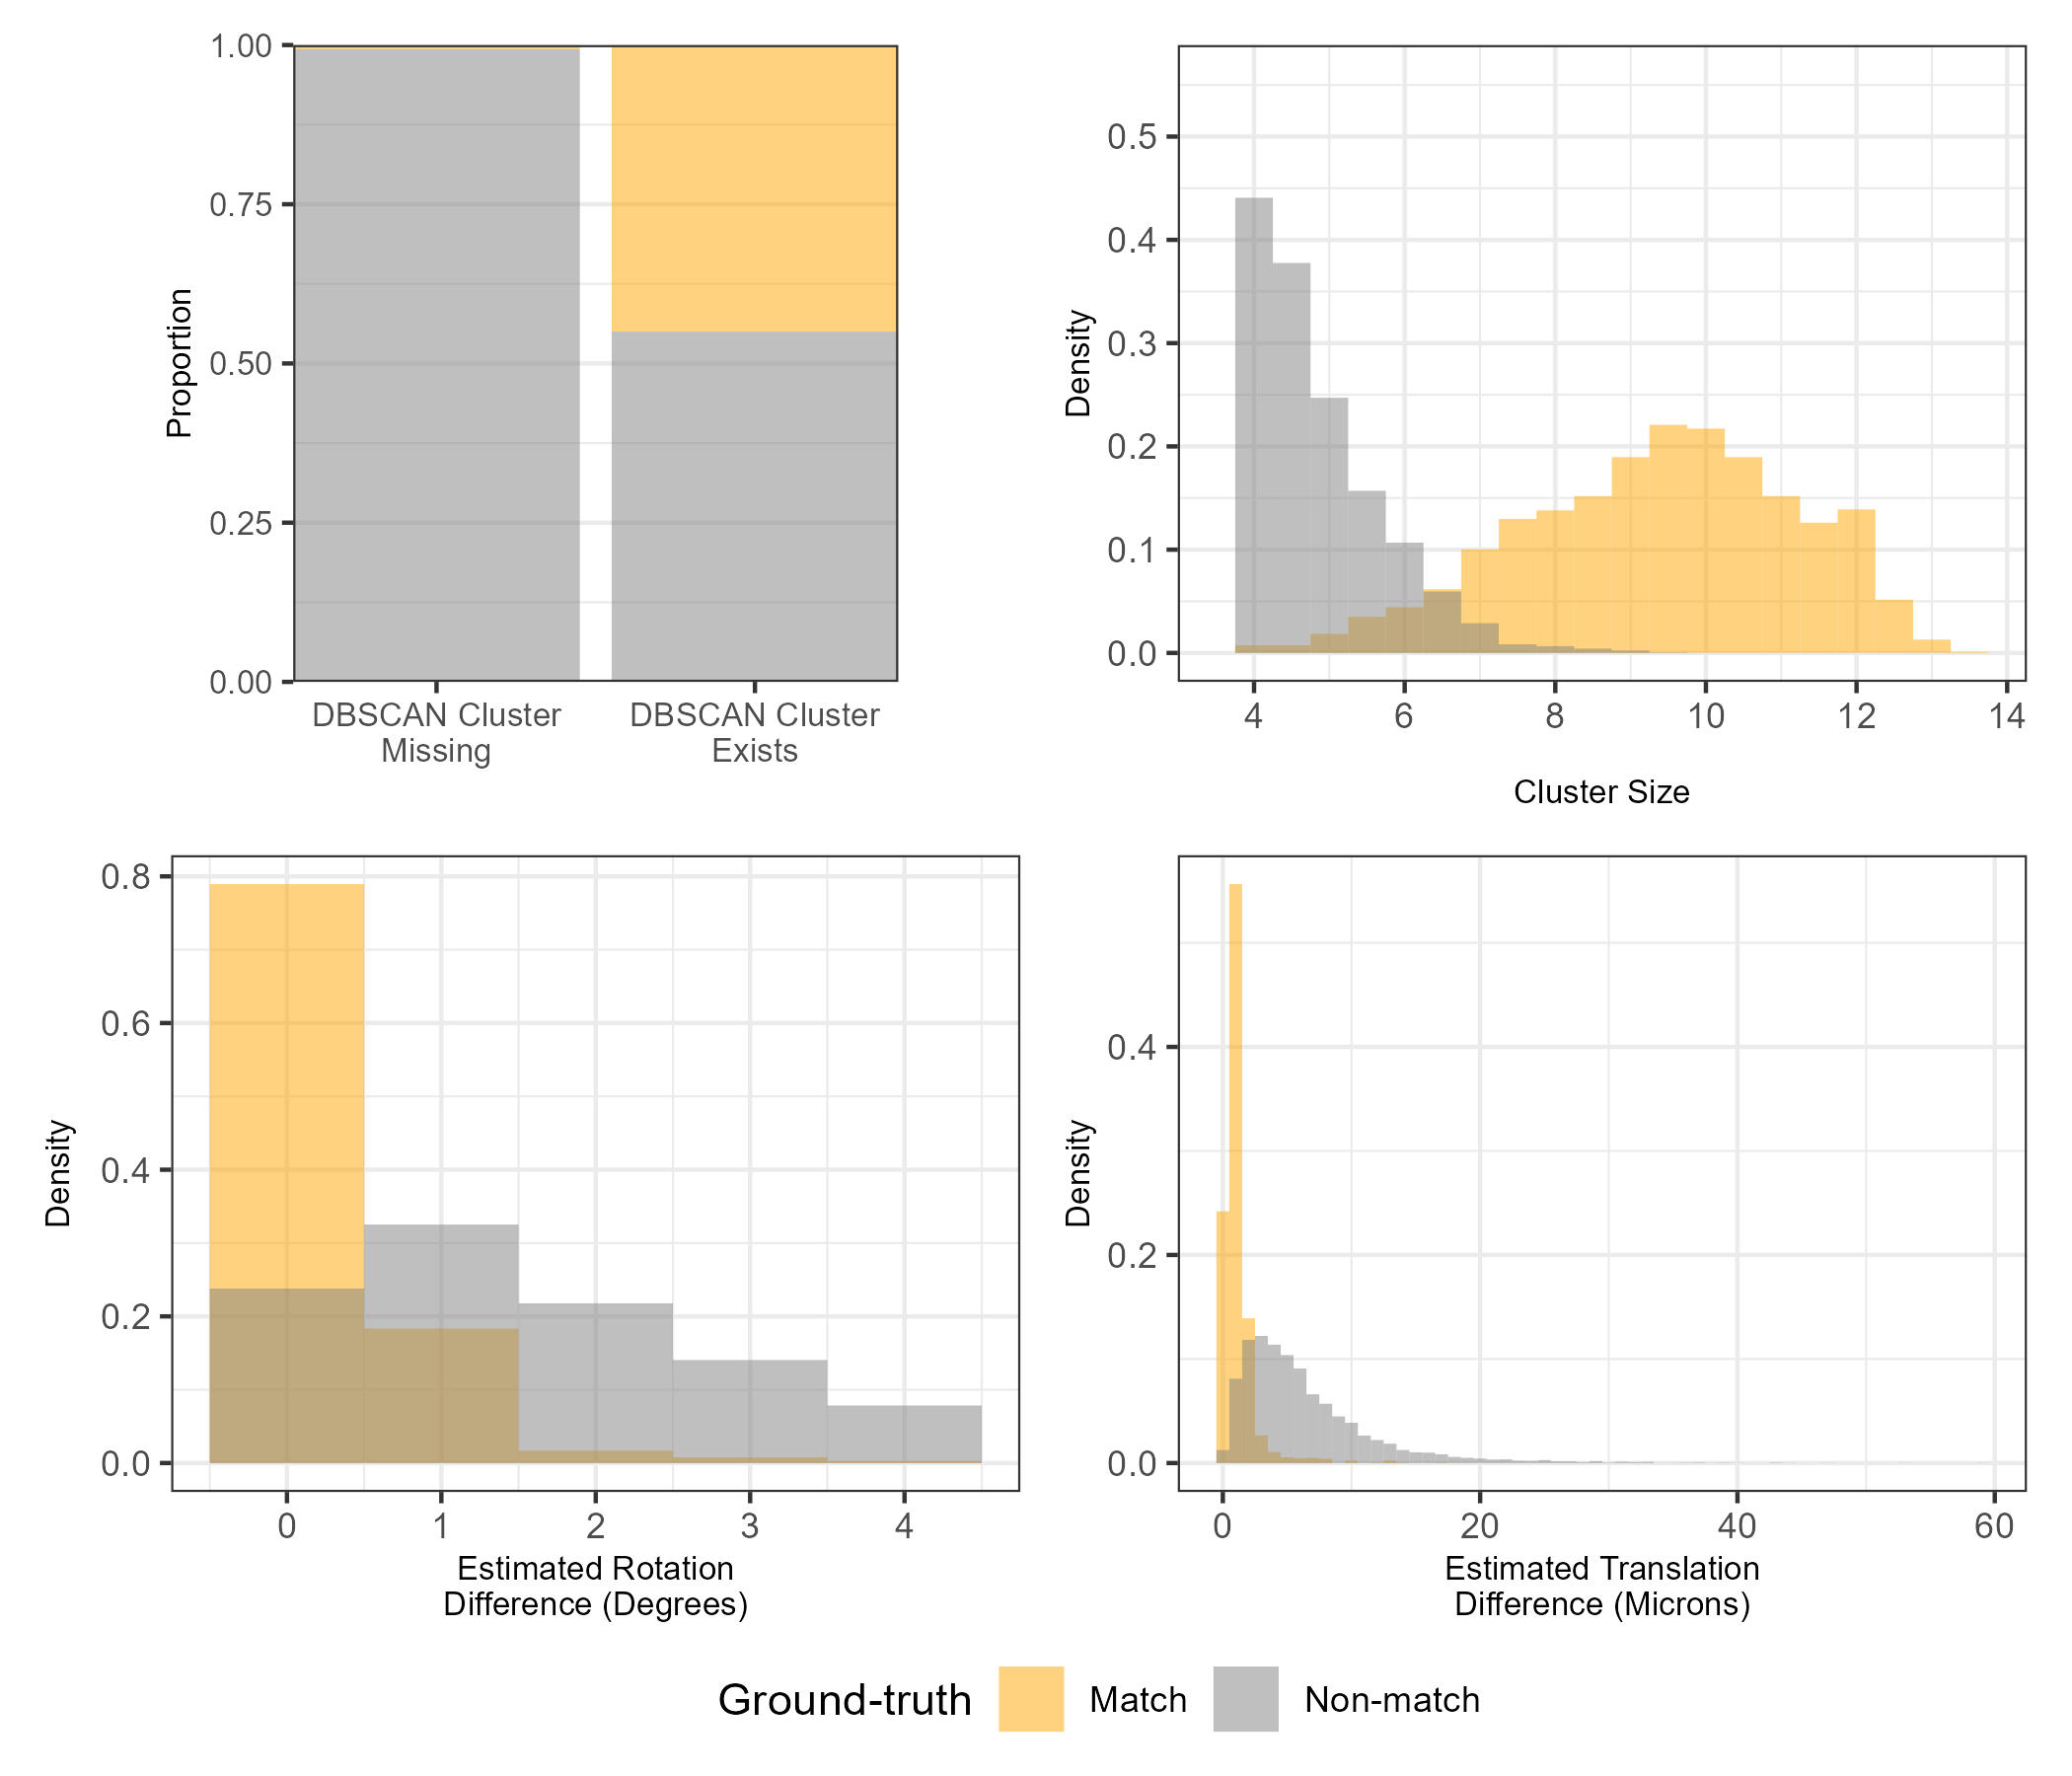 1.00
0.75
0.50
0.25
0.00
Proportion
DBSCAN Cluster
Missing
DBSCAN Cluster
Exists
0.5
0.4
0.3
0.2
0.1
0.0
Density
4 6 8 10 12 14
Cluster Size
0.8
0.6
0.4
0.2
0.0
Density
0 1 2 3 4
Estimated Rotation
Difference (Degrees)
0.4
0.2
0.0
Density
0 20 40 60
Estimated Translation
Difference (Microns)
Ground-truth Match Non-match